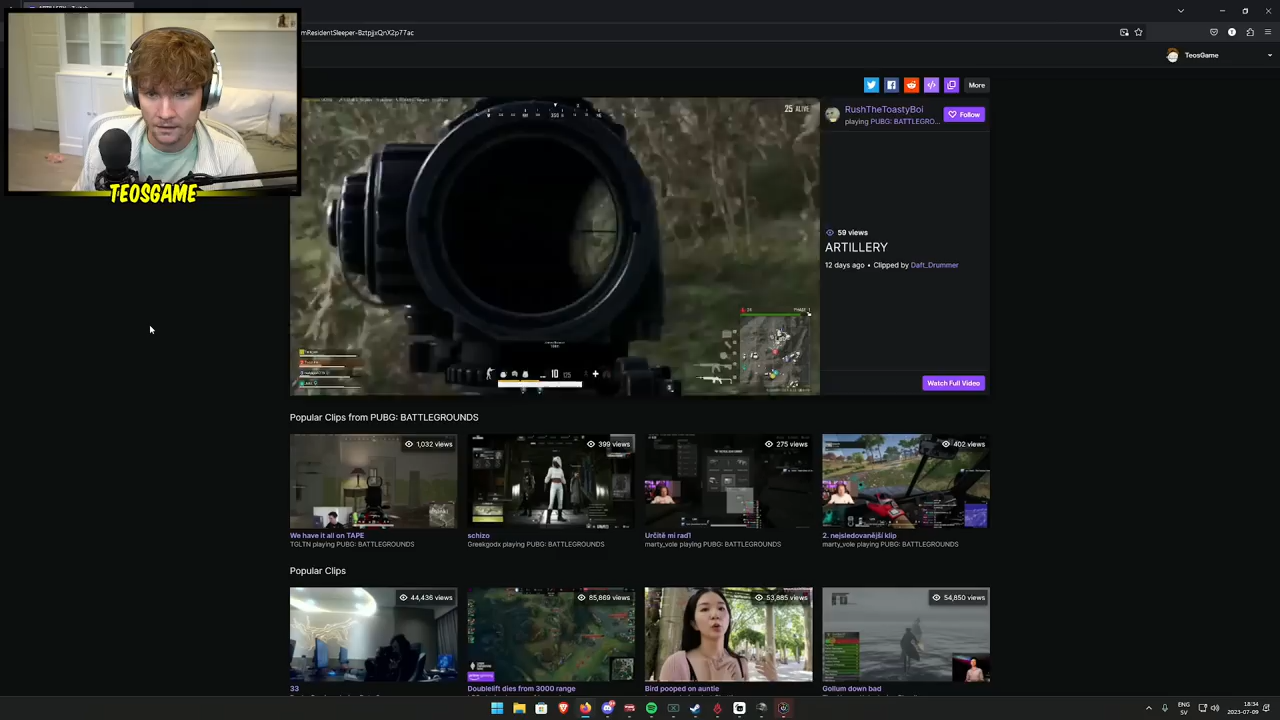 mResidentSleeper-BztpjjxQnX2p77ac
TeosGame
TEOSGAME
More
25 ALIVE
RushTheToastyBoi
playing PUBG: BATTLEGRO...
Follow
59 views
ARTILLERY
12 days ago • Clipped by Daft_Drummer
350
10
Watch Full Video
Popular Clips from PUBG: BATTLEGROUNDS
1,032 views
399 views
275 views
402 views
We have it all on TAPE
TGLTN playing PUBG: BATTLEGROUNDS
schizo
Greekgodx playing PUBG: BATTLEGROUNDS
Určitě mi rad1
marty_vole playing PUBG: BATTLEGROUNDS
2. nejsledovanější klip
marty_vole playing PUBG: BATTLEGROUNDS
Popular Clips
44,436 views
85,869 views
53,885 views
54,850 views
33
Doublelift dies from 3000 range
Bird pooped on auntie
Gollum down bad
ENG
SV
18:34
2023-07-09